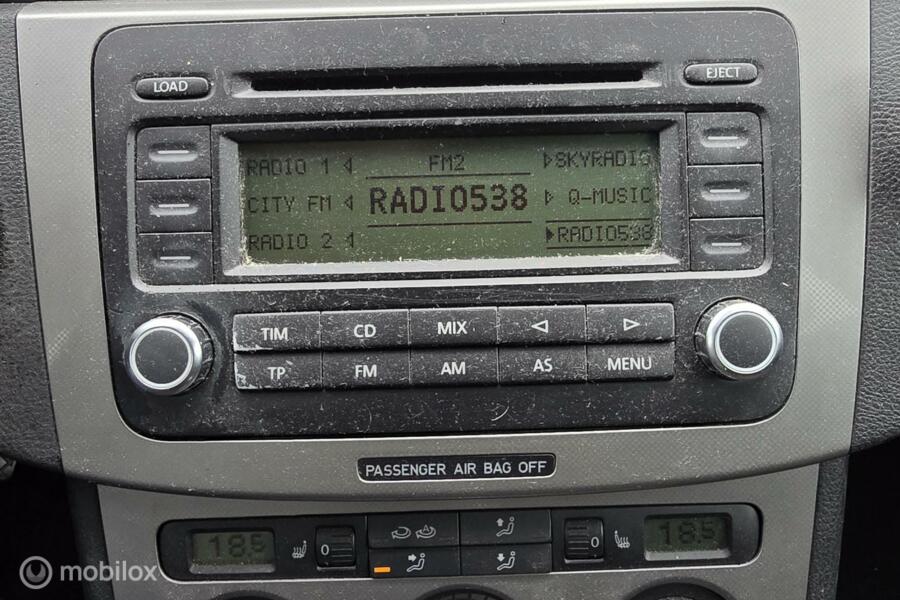 LOAD
EJECT
RADIO 1 FM2 SKYRADIO
CITY FM RADIO538 Q-MUSIC
RADIO 2 RADIO538
TIM CD MIX
TP FM AM AS MENU
PASSENGER AIR BAG OFF
18.5 0 0 18.5
mobilox